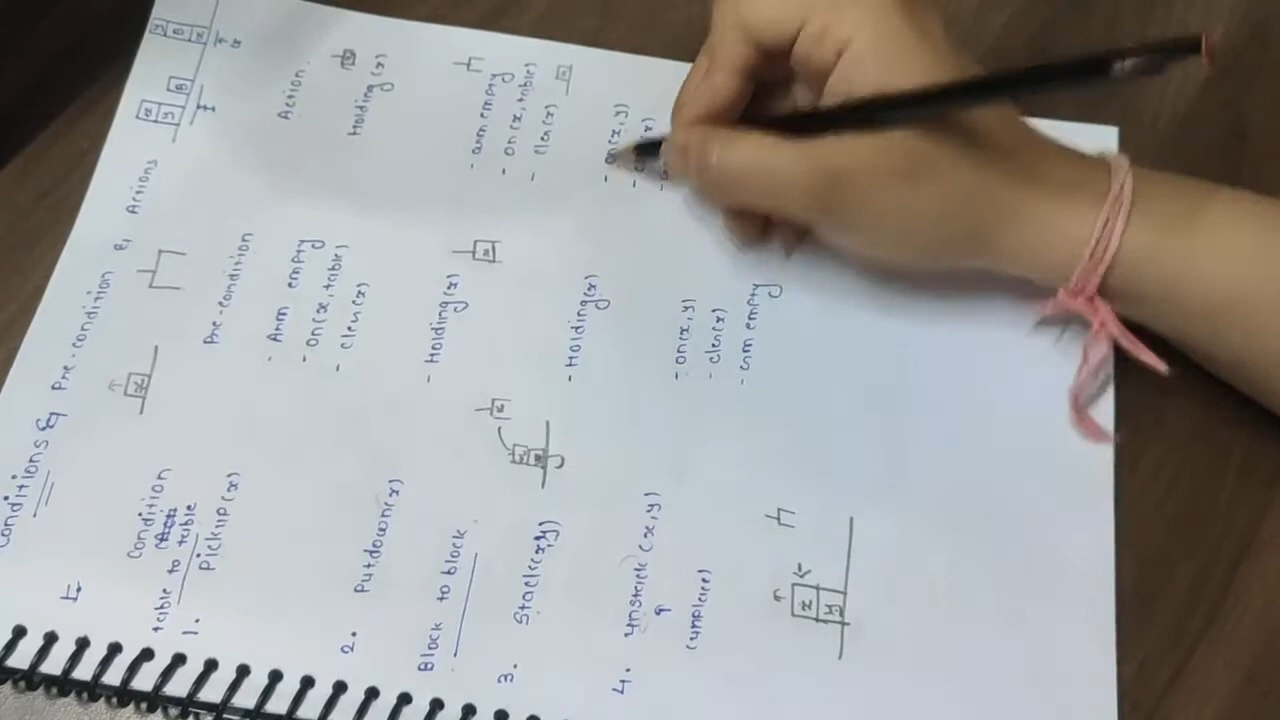 Conditions & Pre-condition & Actions
Condition
Pre-condition
Action.
table to table
1. Pickup(x)
- Arm empty
- on(x, table)
- clear(x)
Holding(x)
2. Putdown(x)
- Holding(x)
- arm empty
- on(x, table)
- clear(x)
Block to block
3. Stack(x,y)
- Holding(x)
- on(x, y)
4. unstack(x, y)
(unplace)
- on(x, y)
- clear(x)
- arm empty
x
y
B
y
B
x
x
x
x
x
x
x
y